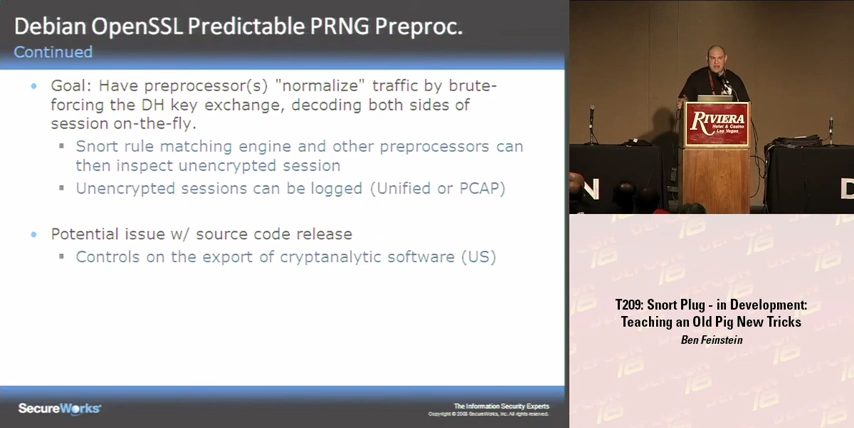 Debian OpenSSL Predictable PRNG Preproc.
Continued
• Goal: Have preprocessor(s) "normalize" traffic by brute-
forcing the DH key exchange, decoding both sides of
session on-the-fly.
▪ Snort rule matching engine and other preprocessors can
then inspect unencrypted session
▪ Unencrypted sessions can be logged (Unified or PCAP)
• Potential issue w/ source code release
▪ Controls on the export of cryptanalytic software (US)
SecureWorks
The Information Security Experts
Copyright © 2008 SecureWorks, Inc. All rights reserved.
RIVIERA
Hotel & Casino
Las Vegas
N
D
T209: Snort Plug - in Development:
Teaching an Old Pig New Tricks
Ben Feinstein